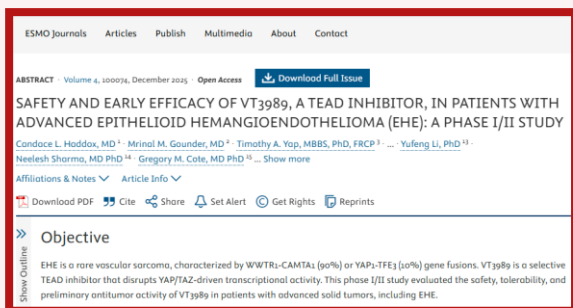 ESMO Journals Articles Publish Multimedia About Contact
ABSTRACT · Volume 4, 100074, December 2025 · Open Access Download Full Issue
SAFETY AND EARLY EFFICACY OF VT3989, A TEAD INHIBITOR, IN PATIENTS WITH
ADVANCED EPITHELIOID HEMANGIOENDOTHELIOMA (EHE): A PHASE I/II STUDY
Candace L. Haddox, MD 1 · Mrinal M. Gounder, MD 2 · Timothy A. Yap, MBBS, PhD, FRCP 3 · ... · Yufeng Li, PhD 13 ·
Neelesh Sharma, MD PhD 14 · Gregory M. Cote, MD PhD 15 ... Show more
Affiliations & Notes Article Info
Download PDF Cite Share Set Alert Get Rights Reprints
Show Outline
Objective
EHE is a rare vascular sarcoma, characterized by WWTR1-CAMTA1 (90%) or YAP1-TFE3 (10%) gene fusions. VT3989 is a selective
TEAD inhibitor that disrupts YAP/TAZ-driven transcriptional activity. This phase I/II study evaluated the safety, tolerability, and
preliminary antitumor activity of VT3989 in patients with advanced solid tumors, including EHE.